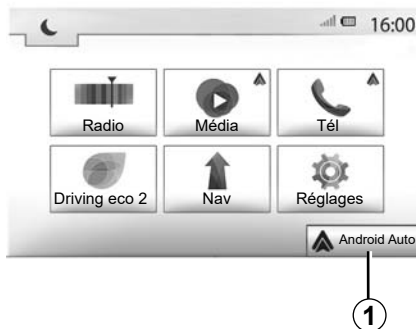 16:00
Radio
Média
Tél
Driving eco 2
Nav
Réglages
Android Auto
1